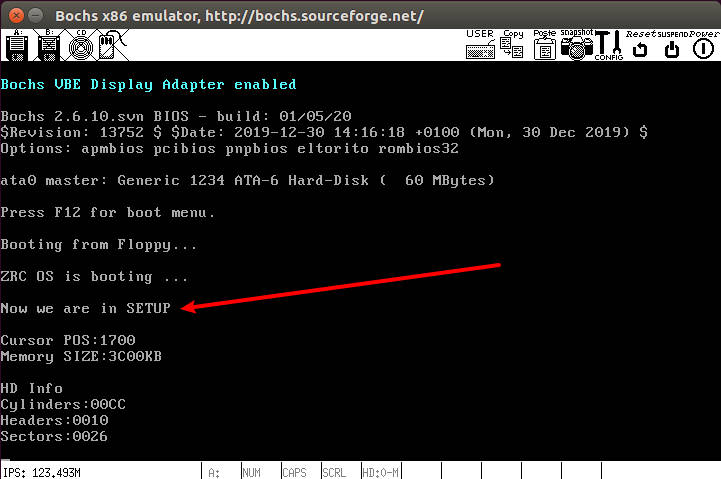 Bochs x86 emulator, http://bochs.sourceforge.net/
A: B: CD USER Copy Paste snapshot CONFIG Reset SUSPEND Power
Bochs VBE Display Adapter enabled
Bochs 2.6.10.svn BIOS - build: 01/05/20
$Revision: 13752 $ $Date: 2019-12-30 14:16:18 +0100 (Mon, 30 Dec 2019) $
Options: apmbios pcibios pnpbios eltorito rombios32
ata0 master: Generic 1234 ATA-6 Hard-Disk (  60 MBytes)
Press F12 for boot menu.
Booting from Floppy...
ZRC OS is booting ...
Now we are in SETUP
Cursor POS:1700
Memory SIZE:3C00KB
HD Info
Cylinders:00CC
Headers:0010
Sectors:0026
IPS: 123.493M A: NUM CAPS SCRL HD:0-M